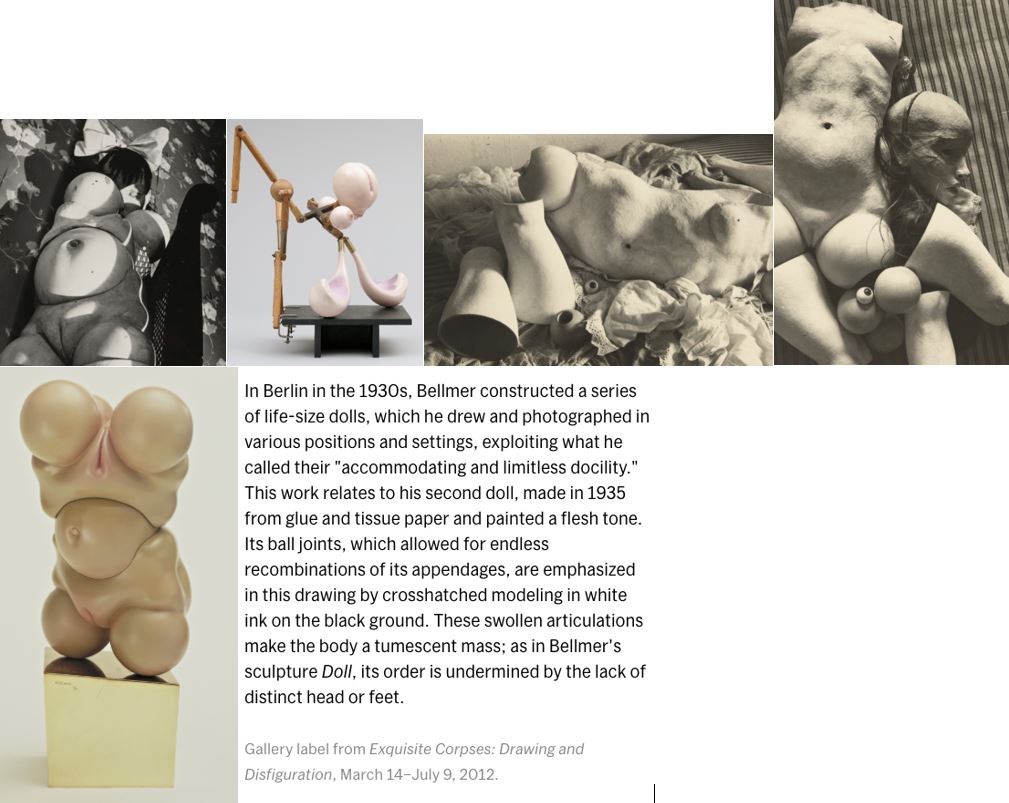 In Berlin in the 1930s, Bellmer constructed a series
of life-size dolls, which he drew and photographed in
various positions and settings, exploiting what he
called their "accommodating and limitless docility."
This work relates to his second doll, made in 1935
from glue and tissue paper and painted a flesh tone.
Its ball joints, which allowed for endless
recombinations of its appendages, are emphasized
in this drawing by crosshatched modeling in white
ink on the black ground. These swollen articulations
make the body a tumescent mass; as in Bellmer's
sculpture Doll, its order is undermined by the lack of
distinct head or feet.
Gallery label from Exquisite Corpses: Drawing and
Disfiguration, March 14–July 9, 2012.